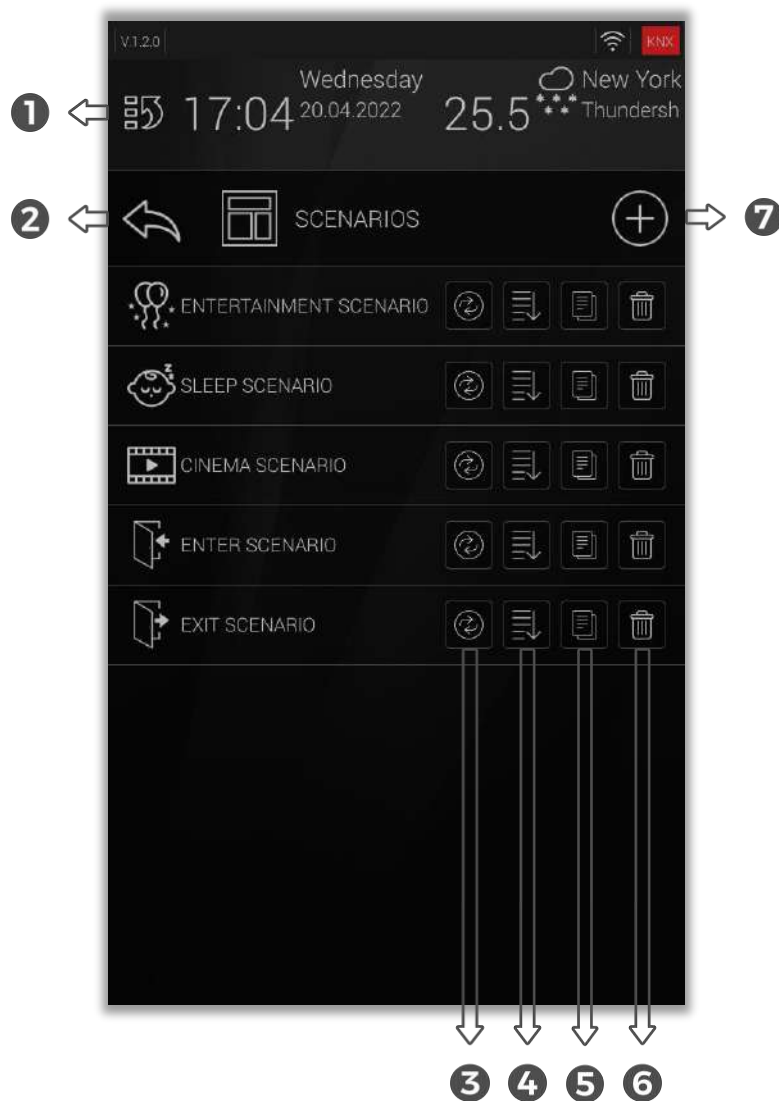 V.1.2.0
KNX
Wednesday
New York
1
17:04
20.04.2022
25.5
Thundersh
2
SCENARIOS
7
ENTERTAINMENT SCENARIO
SLEEP SCENARIO
CINEMA SCENARIO
ENTER SCENARIO
EXIT SCENARIO
3 4 5 6